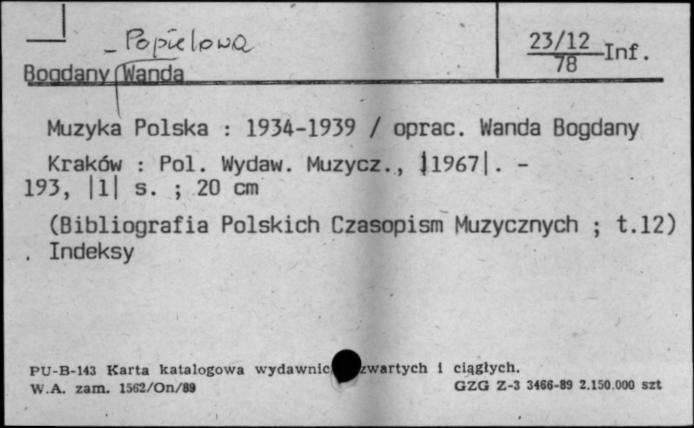 - Popielowa
23/12
78 Inf.
Bogdany Wanda
Muzyka Polska : 1934-1939 / oprac. Wanda Bogdany
Kraków : Pol. Wydaw. Muzycz., |1967|. -
193, |1| s. ; 20 cm
(Bibliografia Polskich Czasopism Muzycznych ; t.12)
. Indeksy
PU-B-143 Karta katalogowa wydawnic zwartych i ciągłych.
W.A. zam. 1562/On/89 GZG Z-3 3466-89 2.150.000 szt